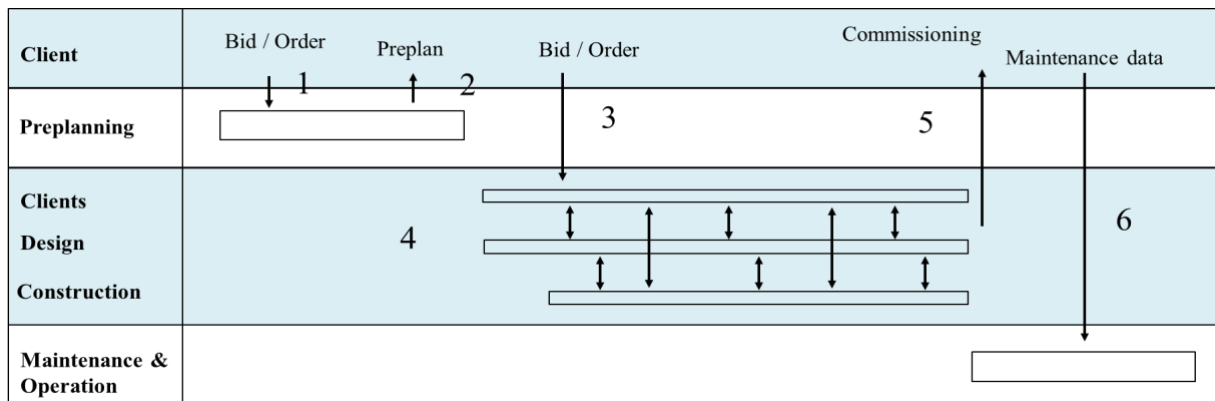 Client
Bid / Order
Preplan
Bid / Order
Commissioning
Maintenance data
1
2
Preplanning
3
5
Clients
4
Design
6
Construction
Maintenance &
Operation